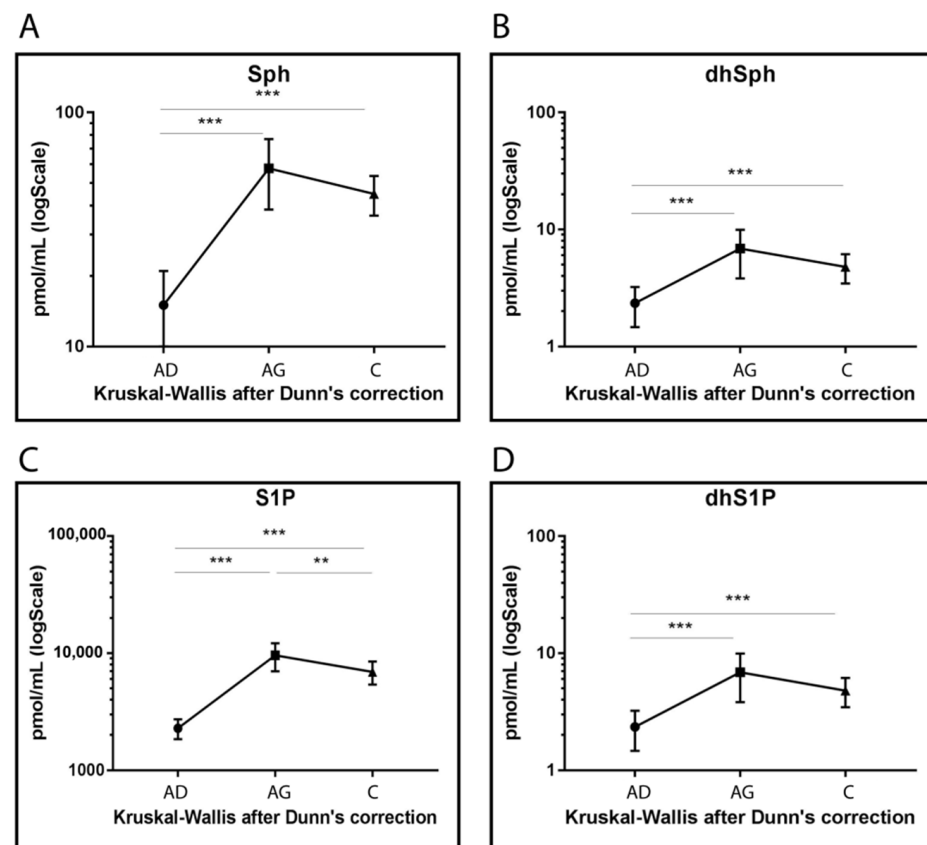 A
Sph
***
***
100
10
pmol/mL (logScale)
AD AG C
Kruskal-Wallis after Dunn's correction
B
dhSph
***
***
100
10
1
pmol/mL (logScale)
AD AG C
Kruskal-Wallis after Dunn's correction
C
S1P
***
*** **
100,000
10,000
1000
pmol/mL (logScale)
AD AG C
Kruskal-Wallis after Dunn's correction
D
dhS1P
***
***
100
10
1
pmol/mL (logScale)
AD AG C
Kruskal-Wallis after Dunn's correction